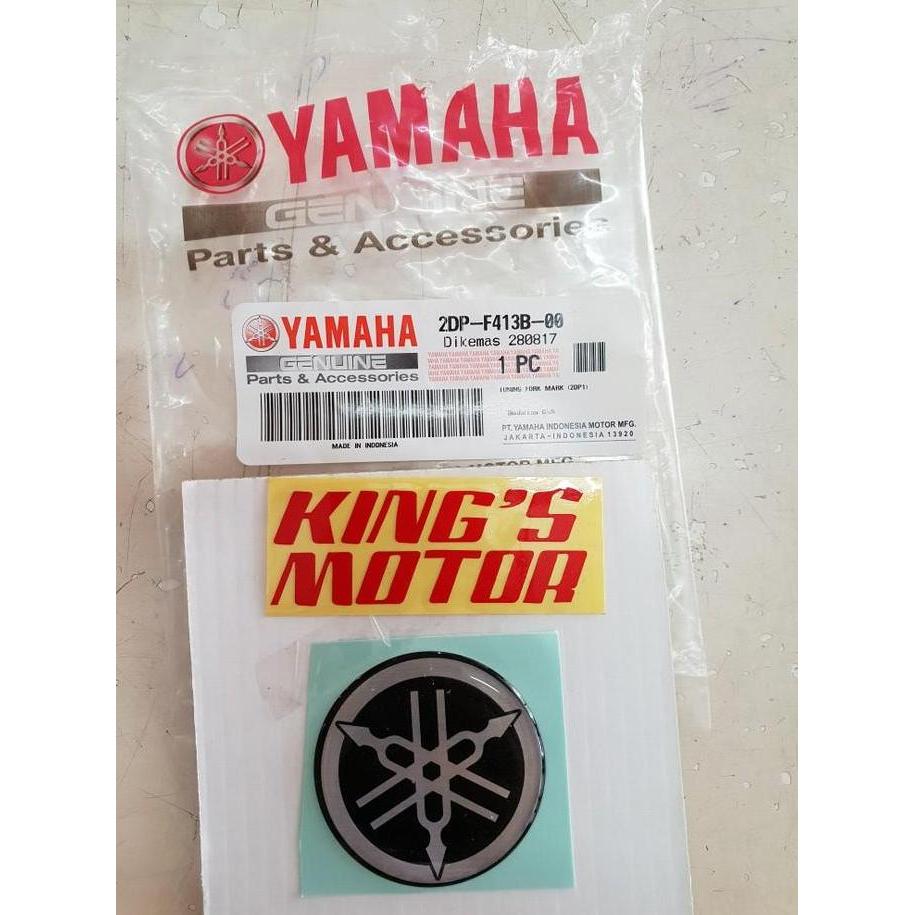 YAMAHA
GENUINE
Parts & Accessories
YAMAHA
GENUINE
Parts & Accessories
2DP-F413B-00
Dikemas 280817
1 PC
TUNING FORK MARK (2DP1)
MADE IN INDONESIA
PT. YAMAHA INDONESIA MOTOR MFG.
JAKARTA-INDONESIA 13920
KING'S
MOTOR